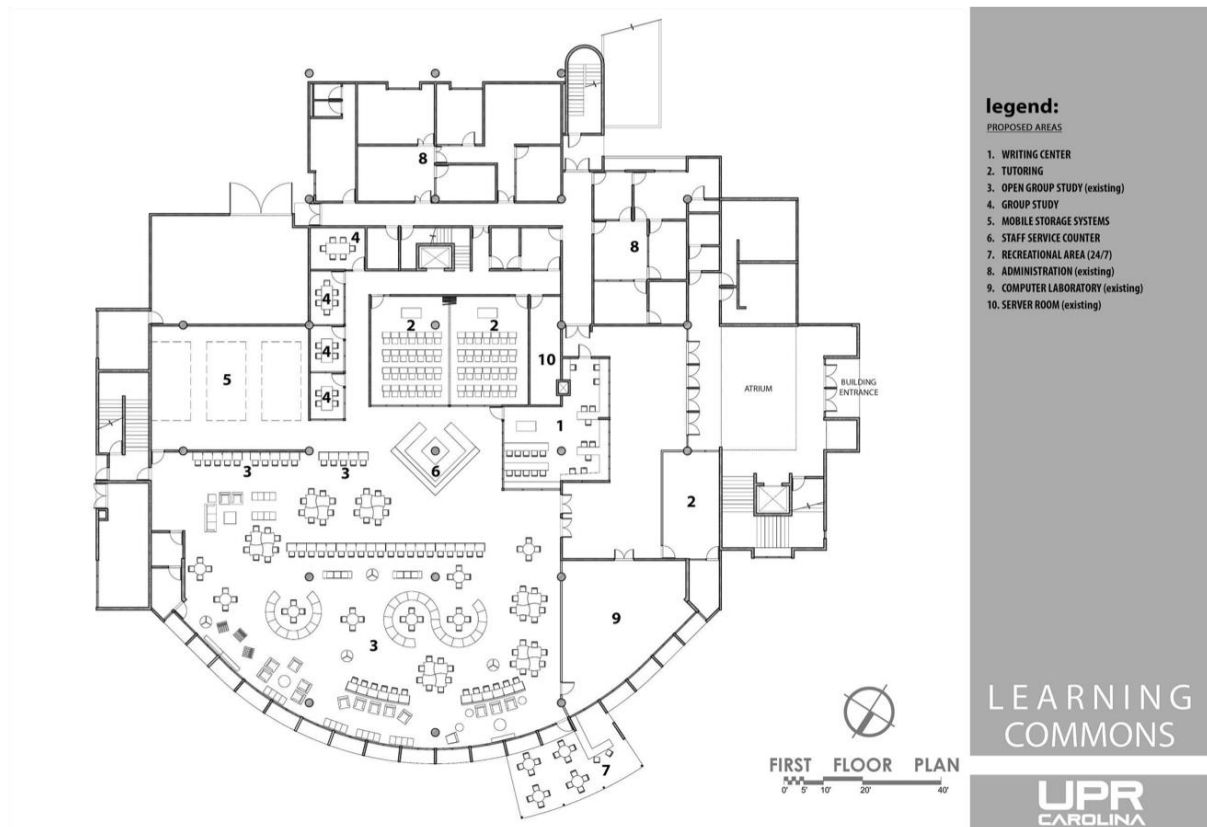 8
4
8
4
2
2
4
10
5
4
1
ATRIUM
BUILDING
ENTRANCE
3
3
6
2
9
3
7
FIRST FLOOR PLAN
0' 5' 10' 20' 40'
legend:
PROPOSED AREAS
1. WRITING CENTER
2. TUTORING
3. OPEN GROUP STUDY (existing)
4. GROUP STUDY
5. MOBILE STORAGE SYSTEMS
6. STAFF SERVICE COUNTER
7. RECREATIONAL AREA (24/7)
8. ADMINISTRATION (existing)
9. COMPUTER LABORATORY (existing)
10. SERVER ROOM (existing)
LEARNING
COMMONS
UPR
CAROLINA